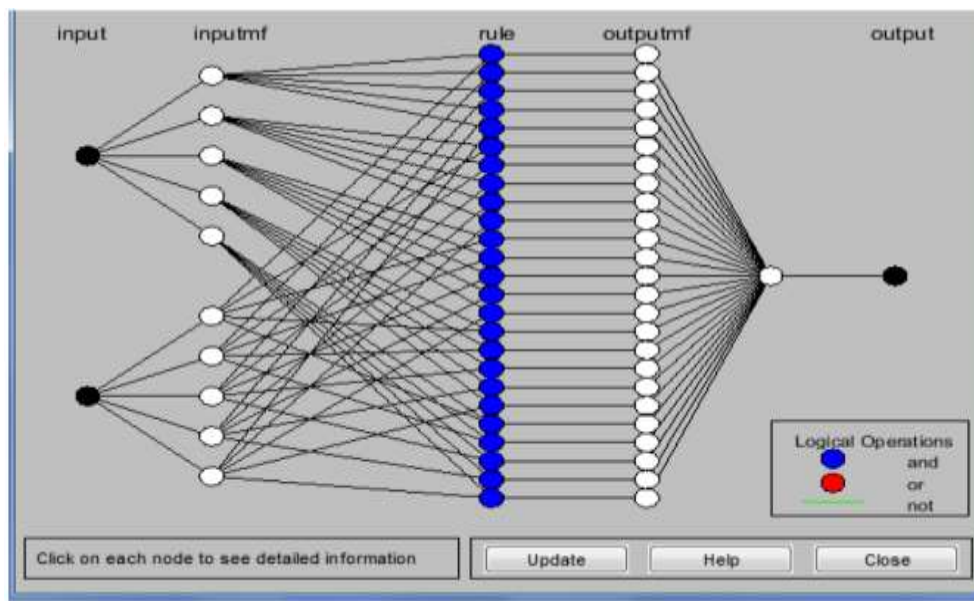 input inputmf rule outputmf output
Logical Operations
and
or
not
Click on each node to see detailed information Update Help Close